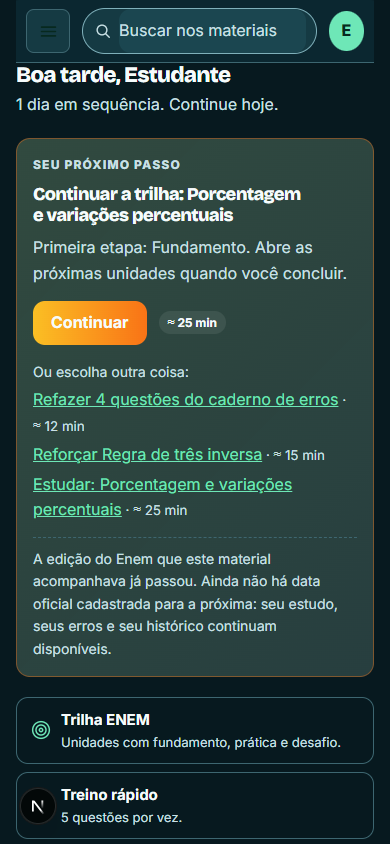 Buscar nos materiais
E
Boa tarde, Estudante
1 dia em sequência. Continue hoje.
SEU PRÓXIMO PASSO
Continuar a trilha: Porcentagem
e variações percentuais
Primeira etapa: Fundamento. Abre as
próximas unidades quando você concluir.
Continuar
≈ 25 min
Ou escolha outra coisa:
Refazer 4 questões do caderno de erros ·
≈ 12 min
Reforçar Regra de três inversa · ≈ 15 min
Estudar: Porcentagem e variações
percentuais · ≈ 25 min
A edição do Enem que este material
acompanhava já passou. Ainda não há data
oficial cadastrada para a próxima: seu estudo,
seus erros e seu histórico continuam
disponíveis.
Trilha ENEM
Unidades com fundamento, prática e desafio.
N
Treino rápido
5 questões por vez.